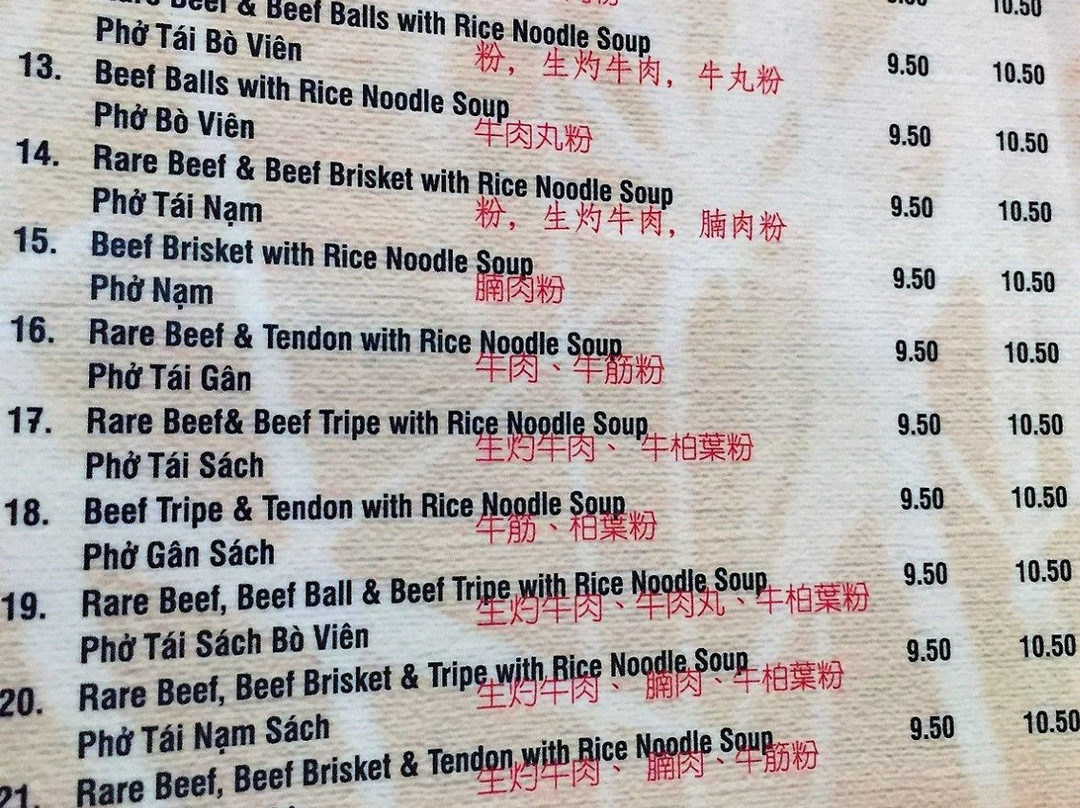 Beef & Beef Balls with Rice Noodle Soup
Phở Tái Bò Viên
粉，生灼牛肉，牛丸粉
9.50 10.50
13. Beef Balls with Rice Noodle Soup
Phở Bò Viên
牛肉丸粉
9.50 10.50
14. Rare Beef & Beef Brisket with Rice Noodle Soup
Phở Tái Nạm
粉，生灼牛肉，腩肉粉
9.50 10.50
15. Beef Brisket with Rice Noodle Soup
Phở Nạm
腩肉粉
9.50 10.50
16. Rare Beef & Tendon with Rice Noodle Soup
Phở Tái Gân
牛肉、牛筋粉
9.50 10.50
17. Rare Beef& Beef Tripe with Rice Noodle Soup
Phở Tái Sách
生灼牛肉、牛柏葉粉
9.50 10.50
18. Beef Tripe & Tendon with Rice Noodle Soup
Phở Gân Sách
牛筋、柏葉粉
9.50 10.50
19. Rare Beef, Beef Ball & Beef Tripe with Rice Noodle Soup
Phở Tái Sách Bò Viên
生灼牛肉、牛肉丸、牛柏葉粉
9.50 10.50
20. Rare Beef, Beef Brisket & Tripe with Rice Noodle Soup
Phở Tái Nạm Sách
生灼牛肉、腩肉、牛柏葉粉
9.50 10.50
21. Rare Beef, Beef Brisket & Tendon with Rice Noodle Soup
生灼牛肉、腩肉、牛筋粉